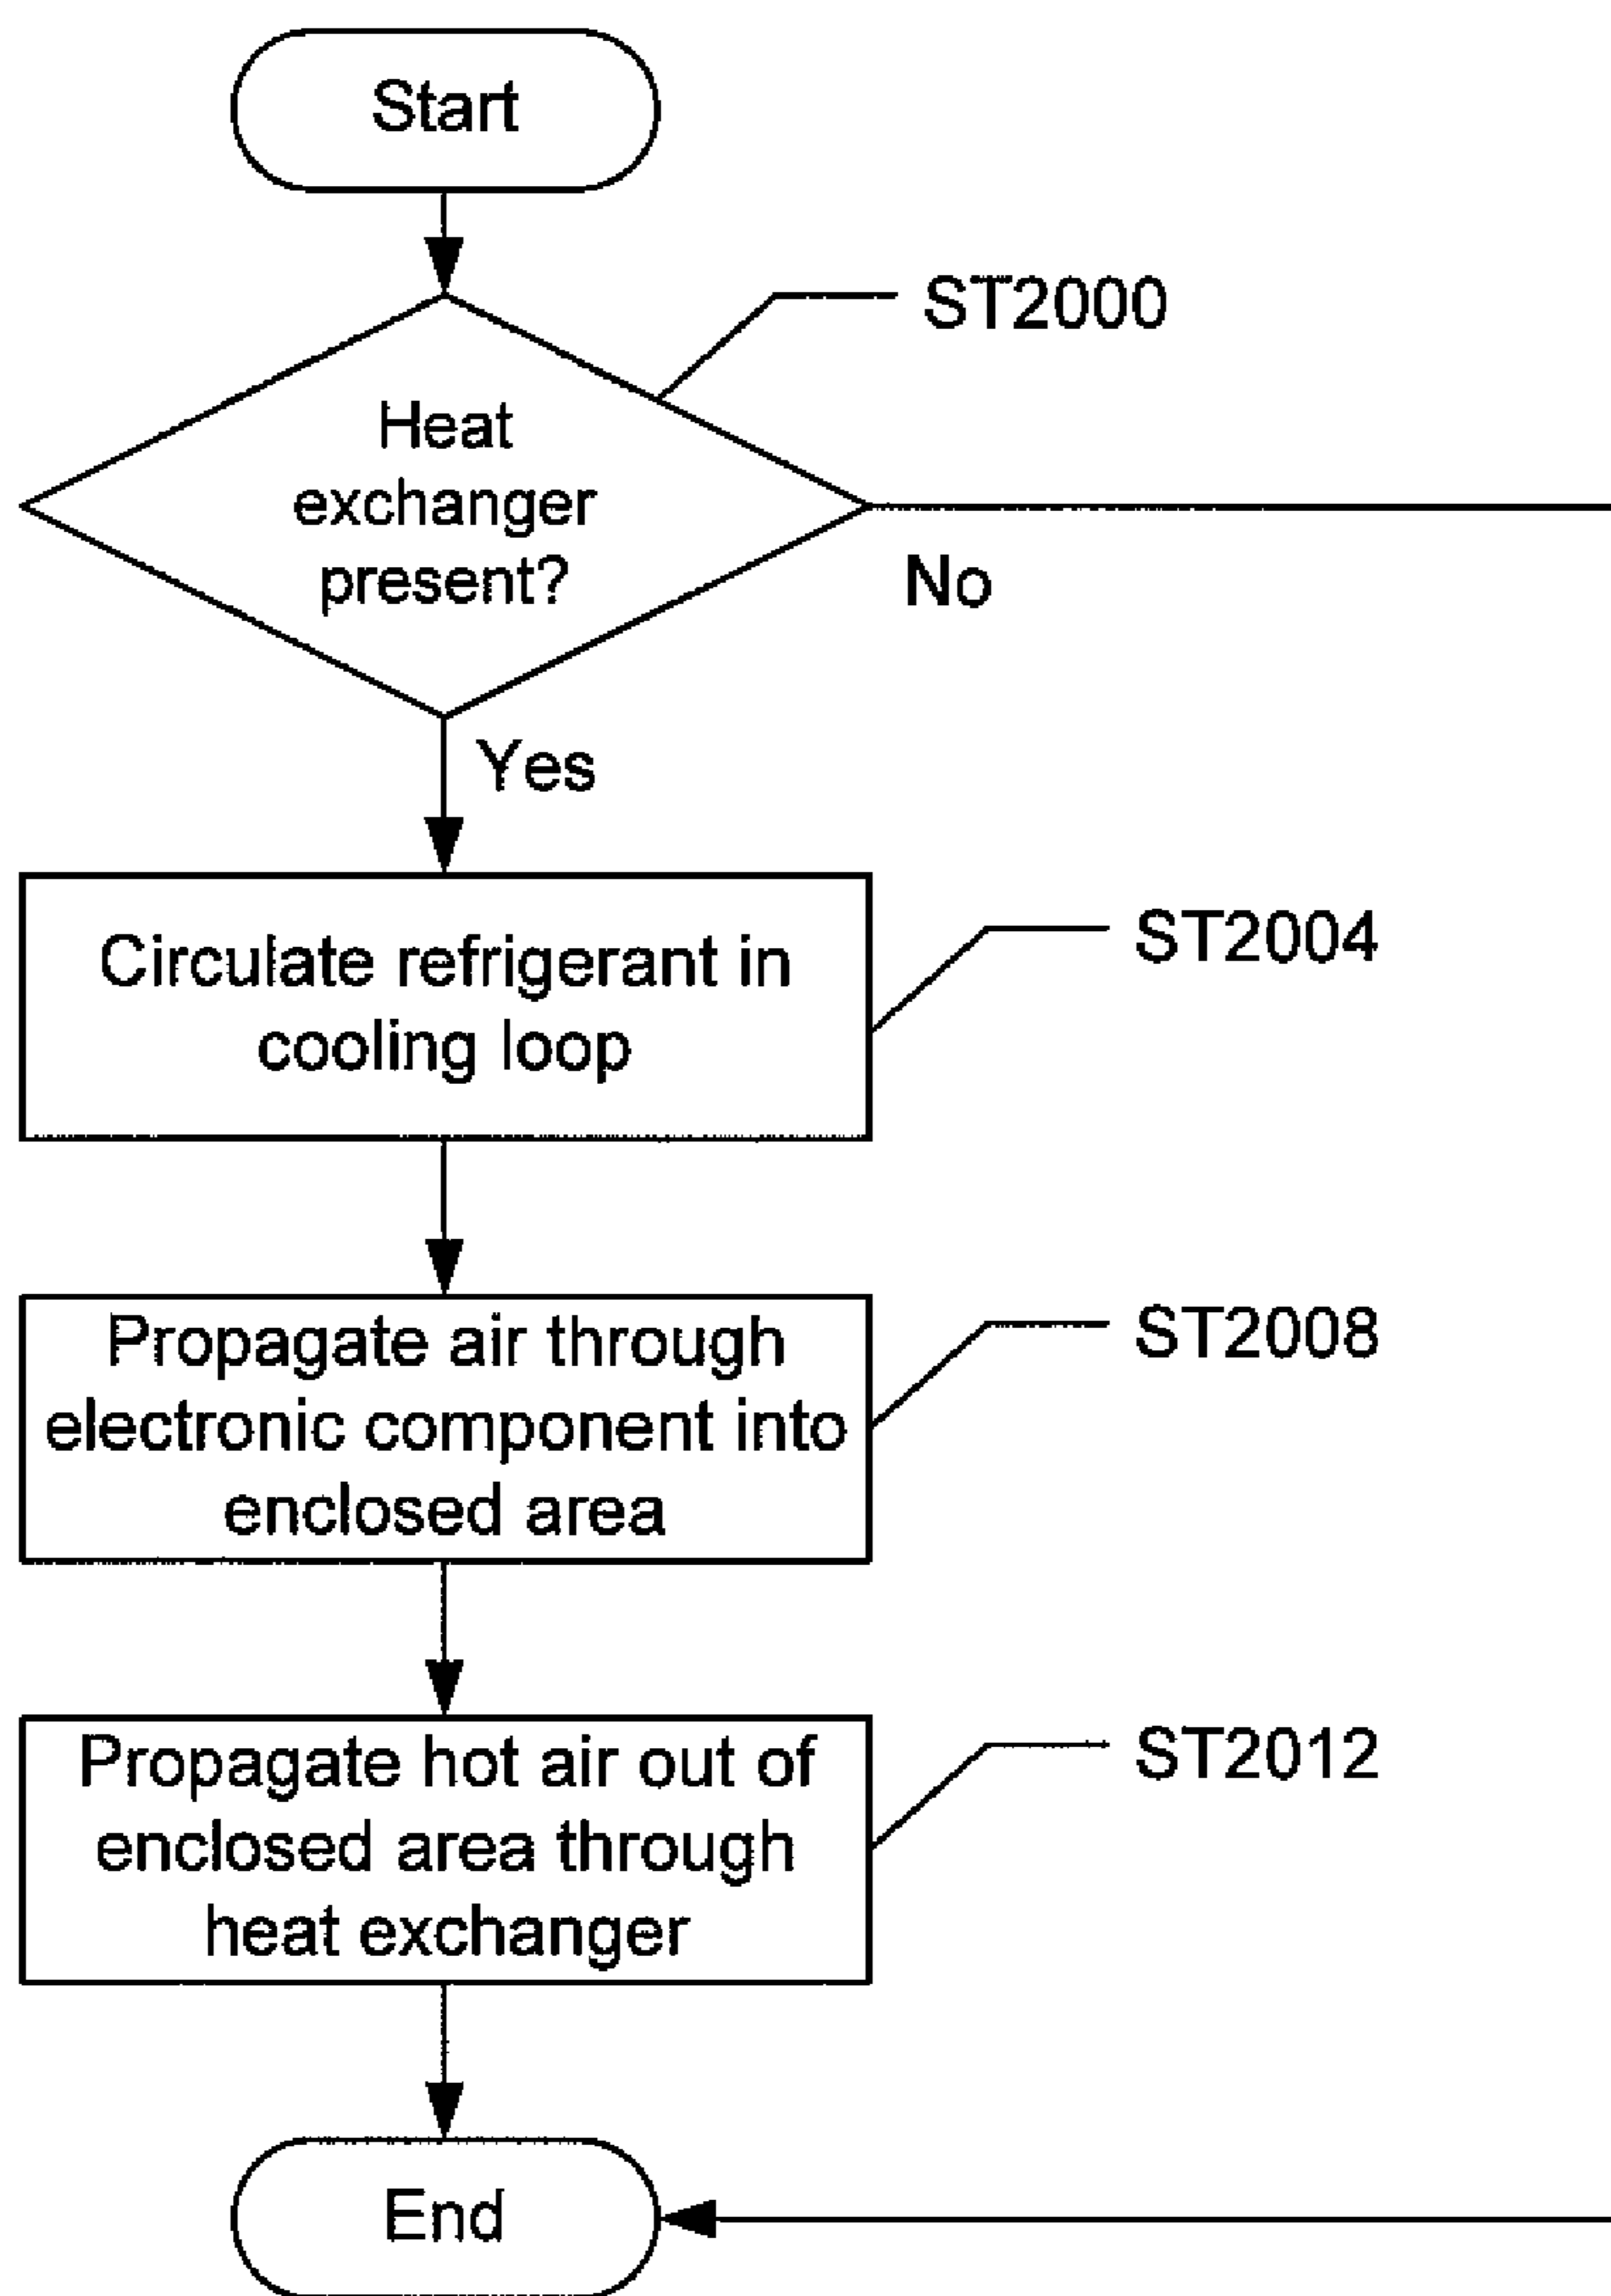 Start
ST2000
Heat
exchanger
present?
No
Yes
Circulate refrigerant in
cooling loop
ST2004
Propagate air through
electronic component into
enclosed area
ST2008
Propagate hot air out of
enclosed area through
heat exchanger
ST2012
End